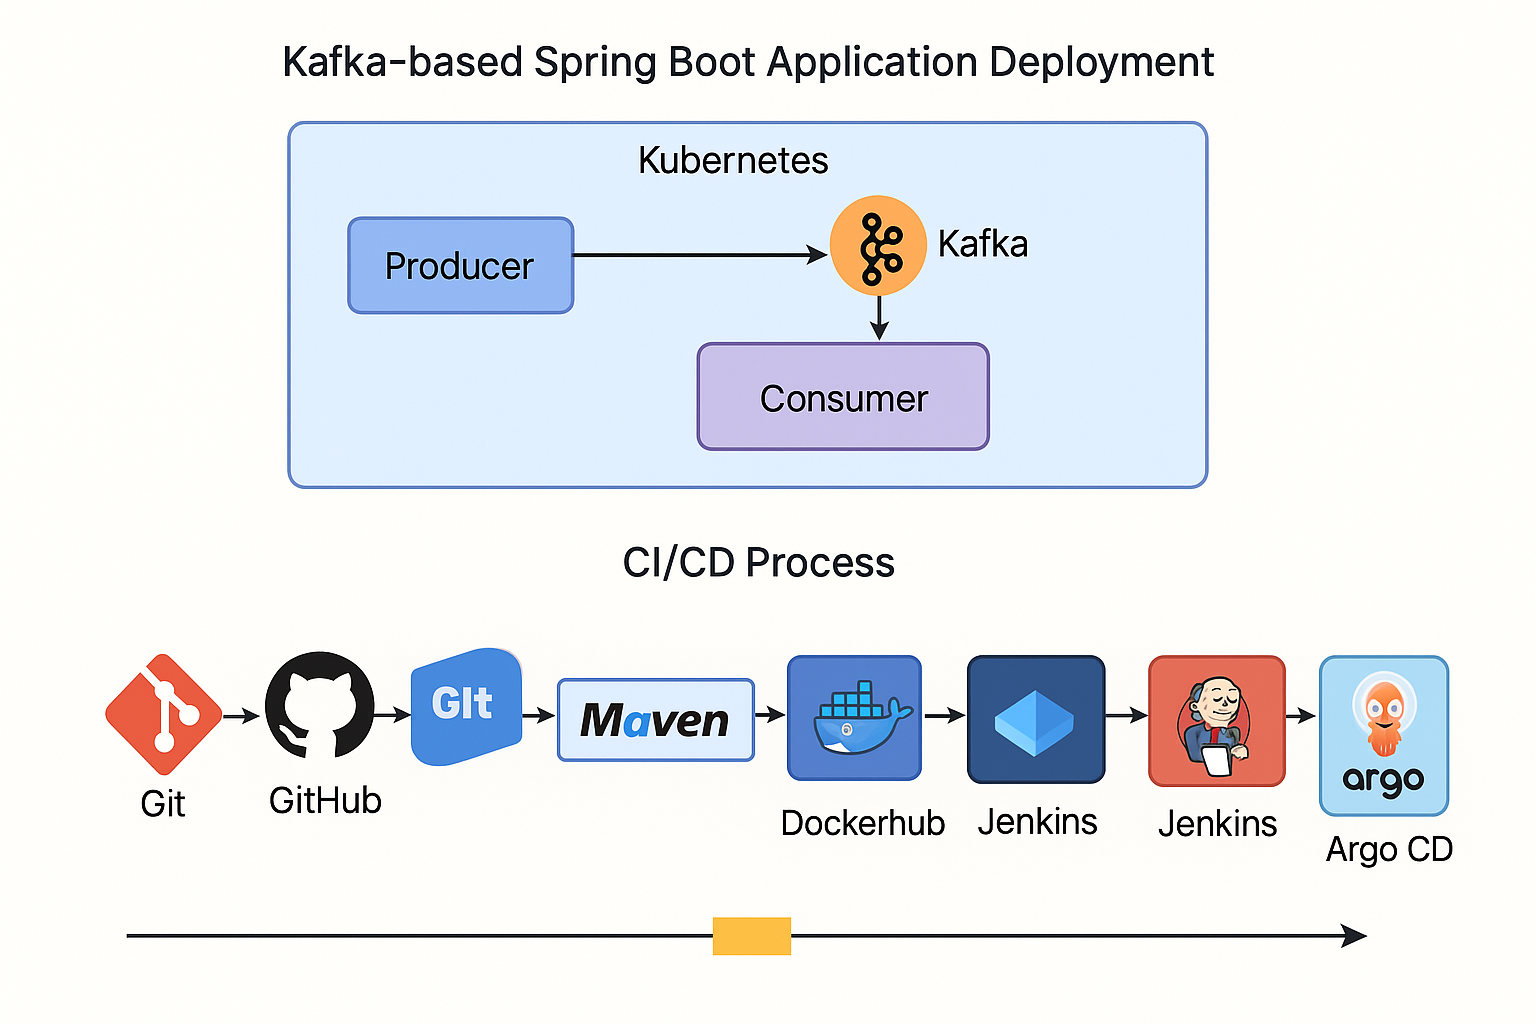 Kafka-based Spring Boot Application Deployment
Kubernetes
Producer
Kafka
Consumer
CI/CD Process
GIt
Maven
argo
Git
GitHub
Dockerhub
Jenkins
Jenkins
Argo CD